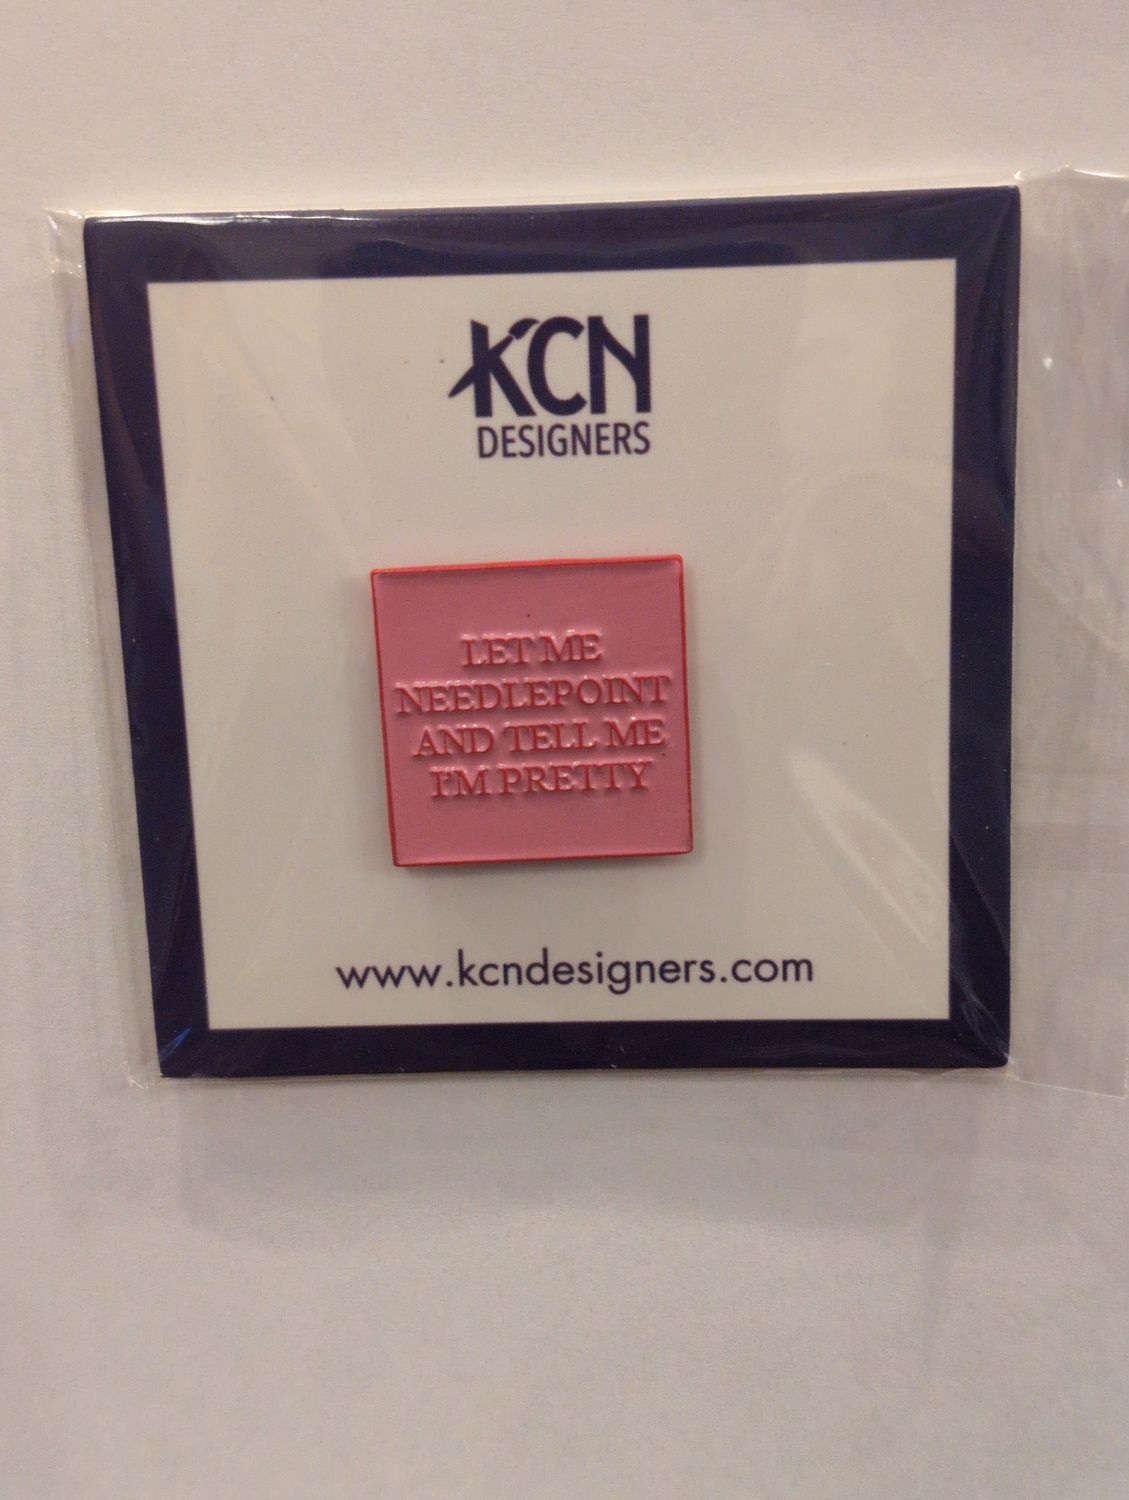 KCN
DESIGNERS
LET ME
NEEDLEPOINT
AND TELL ME
I'M PRETTY
www.kcndesigners.com